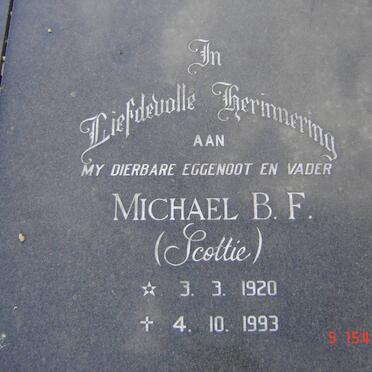 In
Liefdevolle Herinnering
AAN
MY DIERBARE EGGENOOT EN VADER
MICHAEL B. F.
(Scottie)
☆ 3. 3. 1920
✝ 4. 10. 1993
5 154